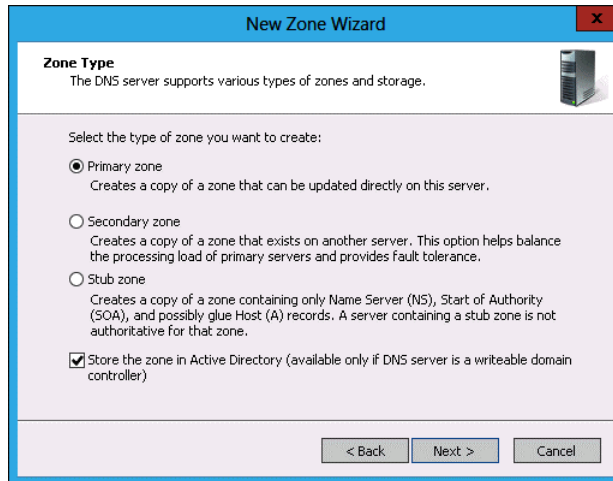 New Zone Wizard
x
Zone Type
The DNS server supports various types of zones and storage.
Select the type of zone you want to create:
Primary zone
Creates a copy of a zone that can be updated directly on this server.
Secondary zone
Creates a copy of a zone that exists on another server. This option helps balance
the processing load of primary servers and provides fault tolerance.
Stub zone
Creates a copy of a zone containing only Name Server (NS), Start of Authority
(SOA), and possibly glue Host (A) records. A server containing a stub zone is not
authoritative for that zone.
Store the zone in Active Directory (available only if DNS server is a writeable domain
controller)
< Back Next > Cancel